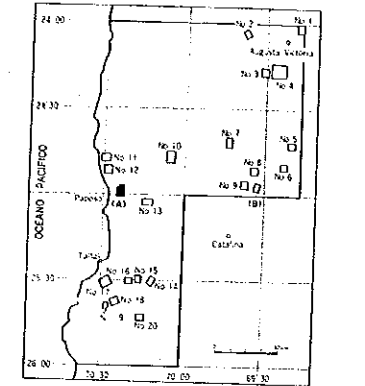 24 00
No 2
No 1
Augusta Victoria
No 3
No 4
24 30
No 7
No 5
No 11
No 10
No 12
No 8
No 6
No 9
Paposo
(A)
No 13
(B)
OCEANO PACIFICO
Catalina
Taltal
25 30
No 16
No 15
No 14
No 17
No 18
No 20
26 00
70 30
70 00
69 30